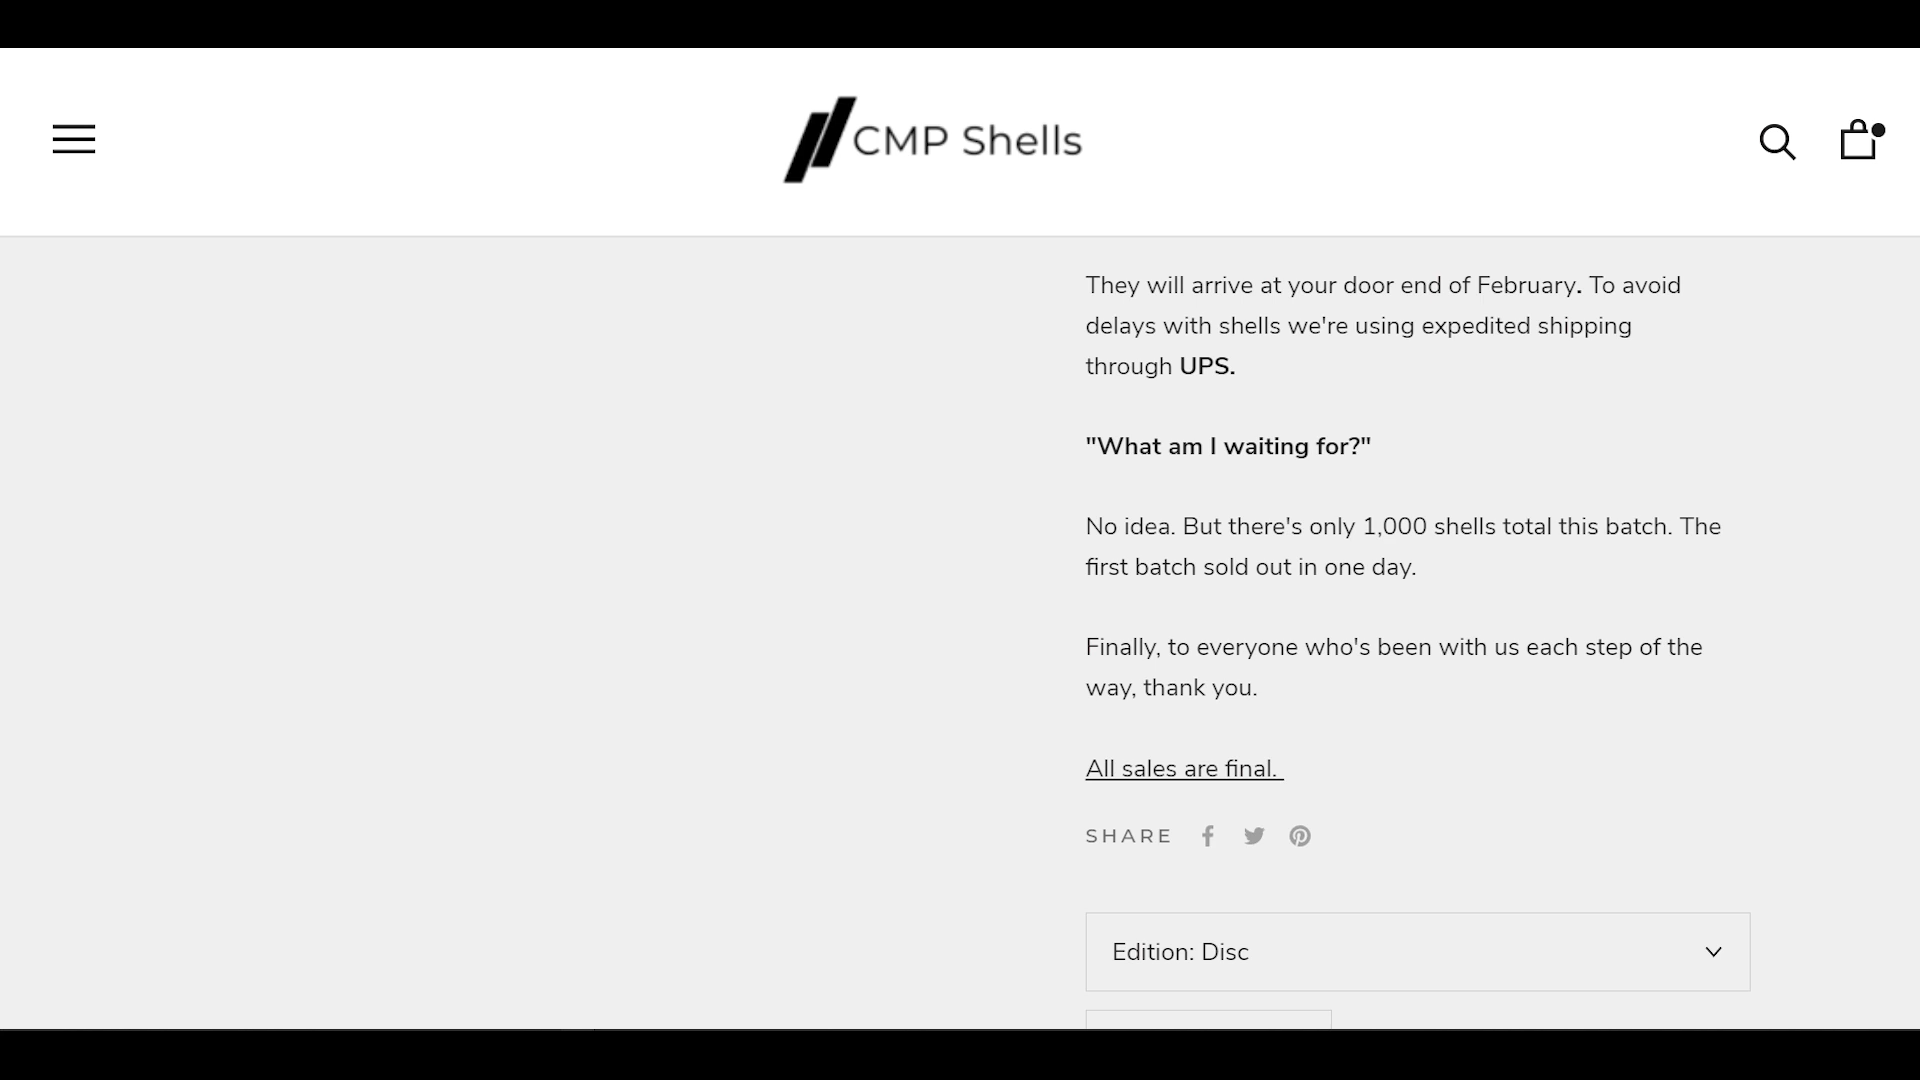 CMP Shells
They will arrive at your door end of February. To avoid
delays with shells we're using expedited shipping
through UPS.
"What am I waiting for?"
No idea. But there's only 1,000 shells total this batch. The
first batch sold out in one day.
Finally, to everyone who's been with us each step of the
way, thank you.
All sales are final.
SHARE
Edition: Disc